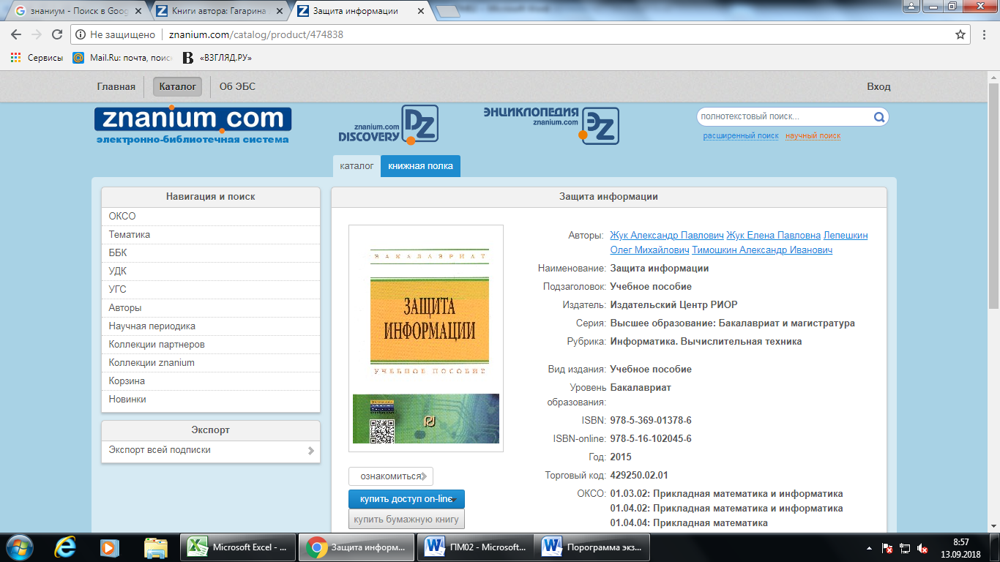 знаниум - Поиск в Goog
Книги автора: Гагарина
Защита информации
Не защищено
znanium.com/catalog/product/474838
Сервисы
Mail.Ru: почта, поис
В
«ВЗГЛЯД.РУ»
Главная
Каталог
Об ЭБС
Вход
znanium.com
электронно-библиотечная система
znanium.com
DISCOVERY
DZ
ЭНЦИКЛОПЕДИЯ
znanium.com
ЭZ
полнотекстовый поиск...
расширенный поиск
научный поиск
каталог
книжная полка
Навигация и поиск
ОКСО
Тематика
ББК
УДК
УГС
Авторы
Научная периодика
Коллекции партнеров
Коллекции znanium
Корзина
Новинки
Экспорт
Экспорт всей подписки
Защита информации
БАКАЛАВРИАТ
ЗАЩИТА
ИНФОРМАЦИИ
УЧЕБНОЕ ПОСОБИЕ
ознакомиться
купить доступ on-line
купить бумажную книгу
Авторы: Жук Александр Павлович Жук Елена Павловна Лепешкин
Олег Михайлович Тимошкин Александр Иванович
Наименование: Защита информации
Подзаголовок: Учебное пособие
Издатель: Издательский Центр РИОР
Серия: Высшее образование: Бакалавриат и магистратура
Рубрика: Информатика. Вычислительная техника
Вид издания: Учебное пособие
Уровень образования: Бакалавриат
ISBN: 978-5-369-01378-6
ISBN-online: 978-5-16-102045-6
Год: 2015
Торговый код: 429250.02.01
ОКСО: 01.03.02: Прикладная математика и информатика
01.04.02: Прикладная математика и информатика
01.04.04: Прикладная математика
Microsoft Excel - ...
Защита информ...
ПМ02 - Microsoft...
Порограмма экз...
8:57
13.09.2018